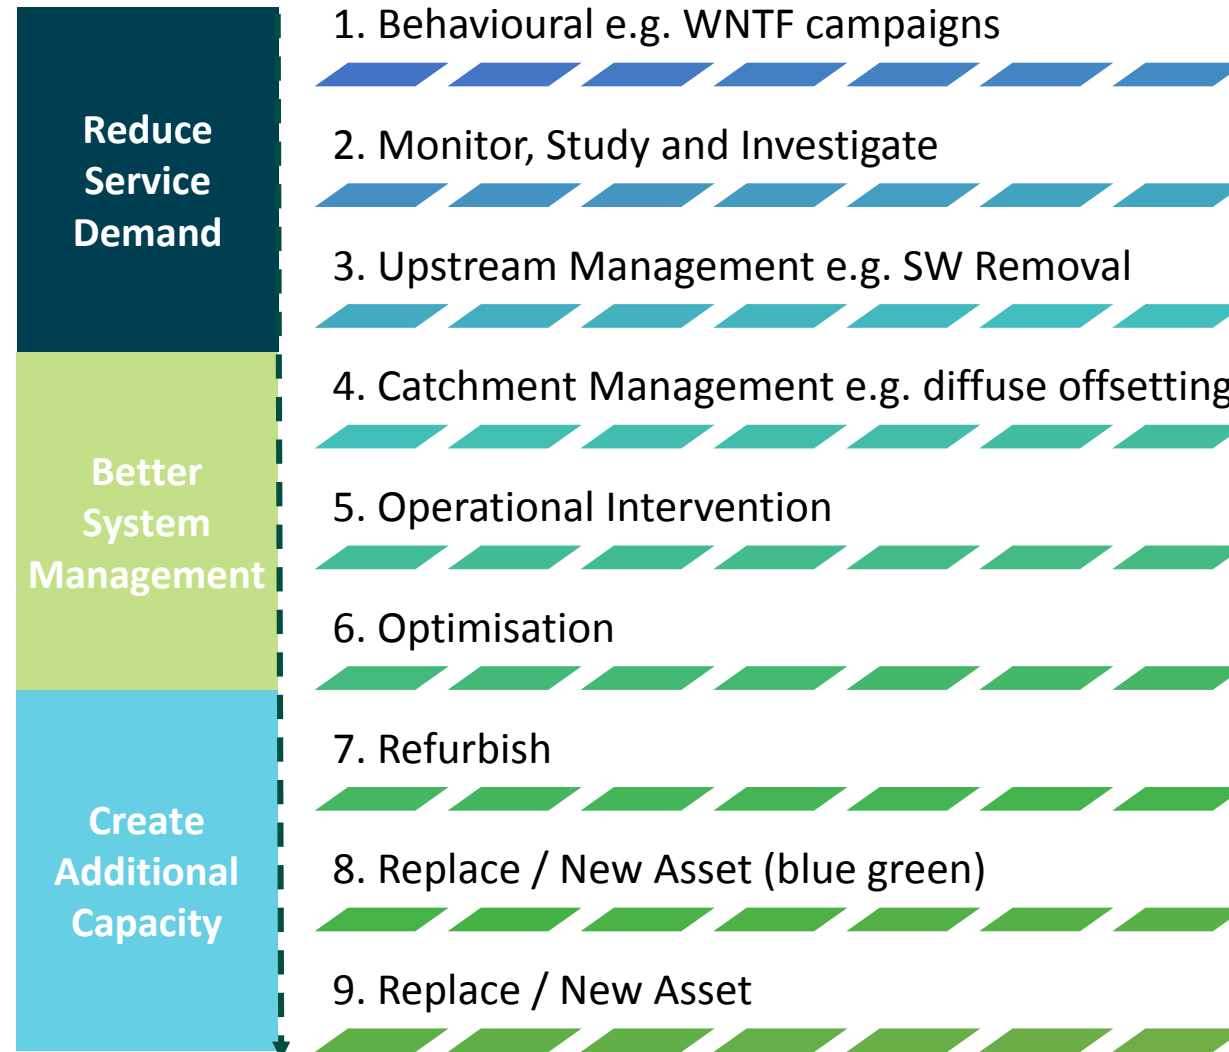 Reduce
Service
Demand
1. Behavioural e.g. WNTF campaigns
2. Monitor, Study and Investigate
3. Upstream Management e.g. SW Removal
Better
System
Management
4. Catchment Management e.g. diffuse offsetting
5. Operational Intervention
6. Optimisation
Create
Additional
Capacity
7. Refurbish
8. Replace / New Asset (blue green)
9. Replace / New Asset